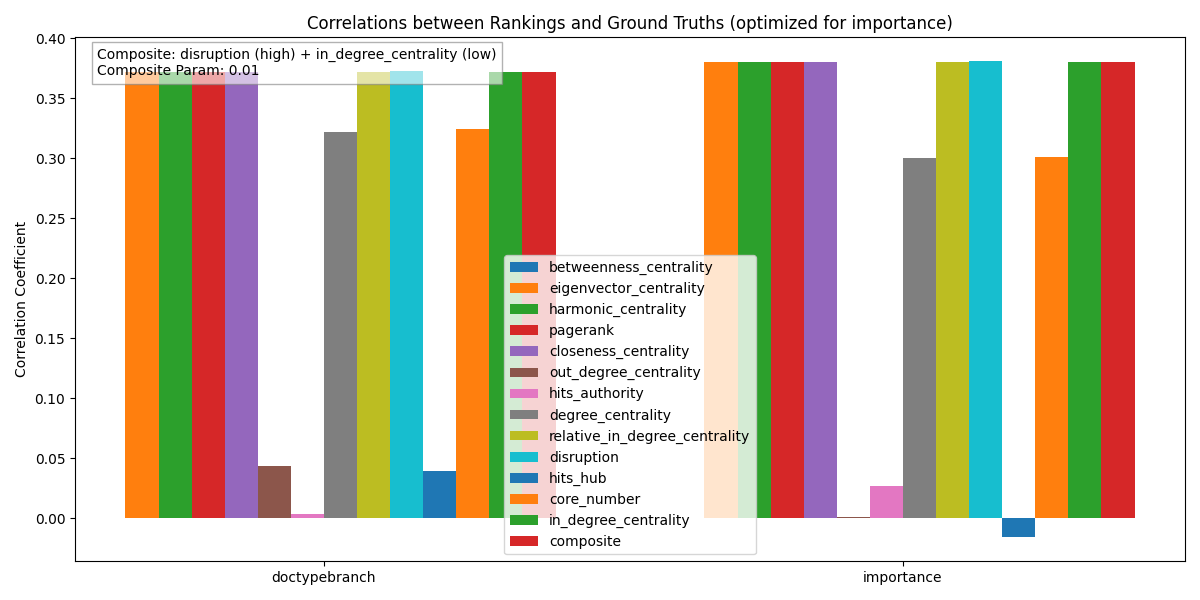 Correlations between Rankings and Ground Truths (optimized for importance)
Composite: disruption (high) + in_degree_centrality (low)
Composite Param: 0.01
Correlation Coefficient
0.40
0.35
0.30
0.25
0.20
0.15
0.10
0.05
0.00
betweenness_centrality
eigenvector_centrality
harmonic_centrality
pagerank
closeness_centrality
out_degree_centrality
hits_authority
degree_centrality
relative_in_degree_centrality
disruption
hits_hub
core_number
in_degree_centrality
composite
doctypebranch
importance